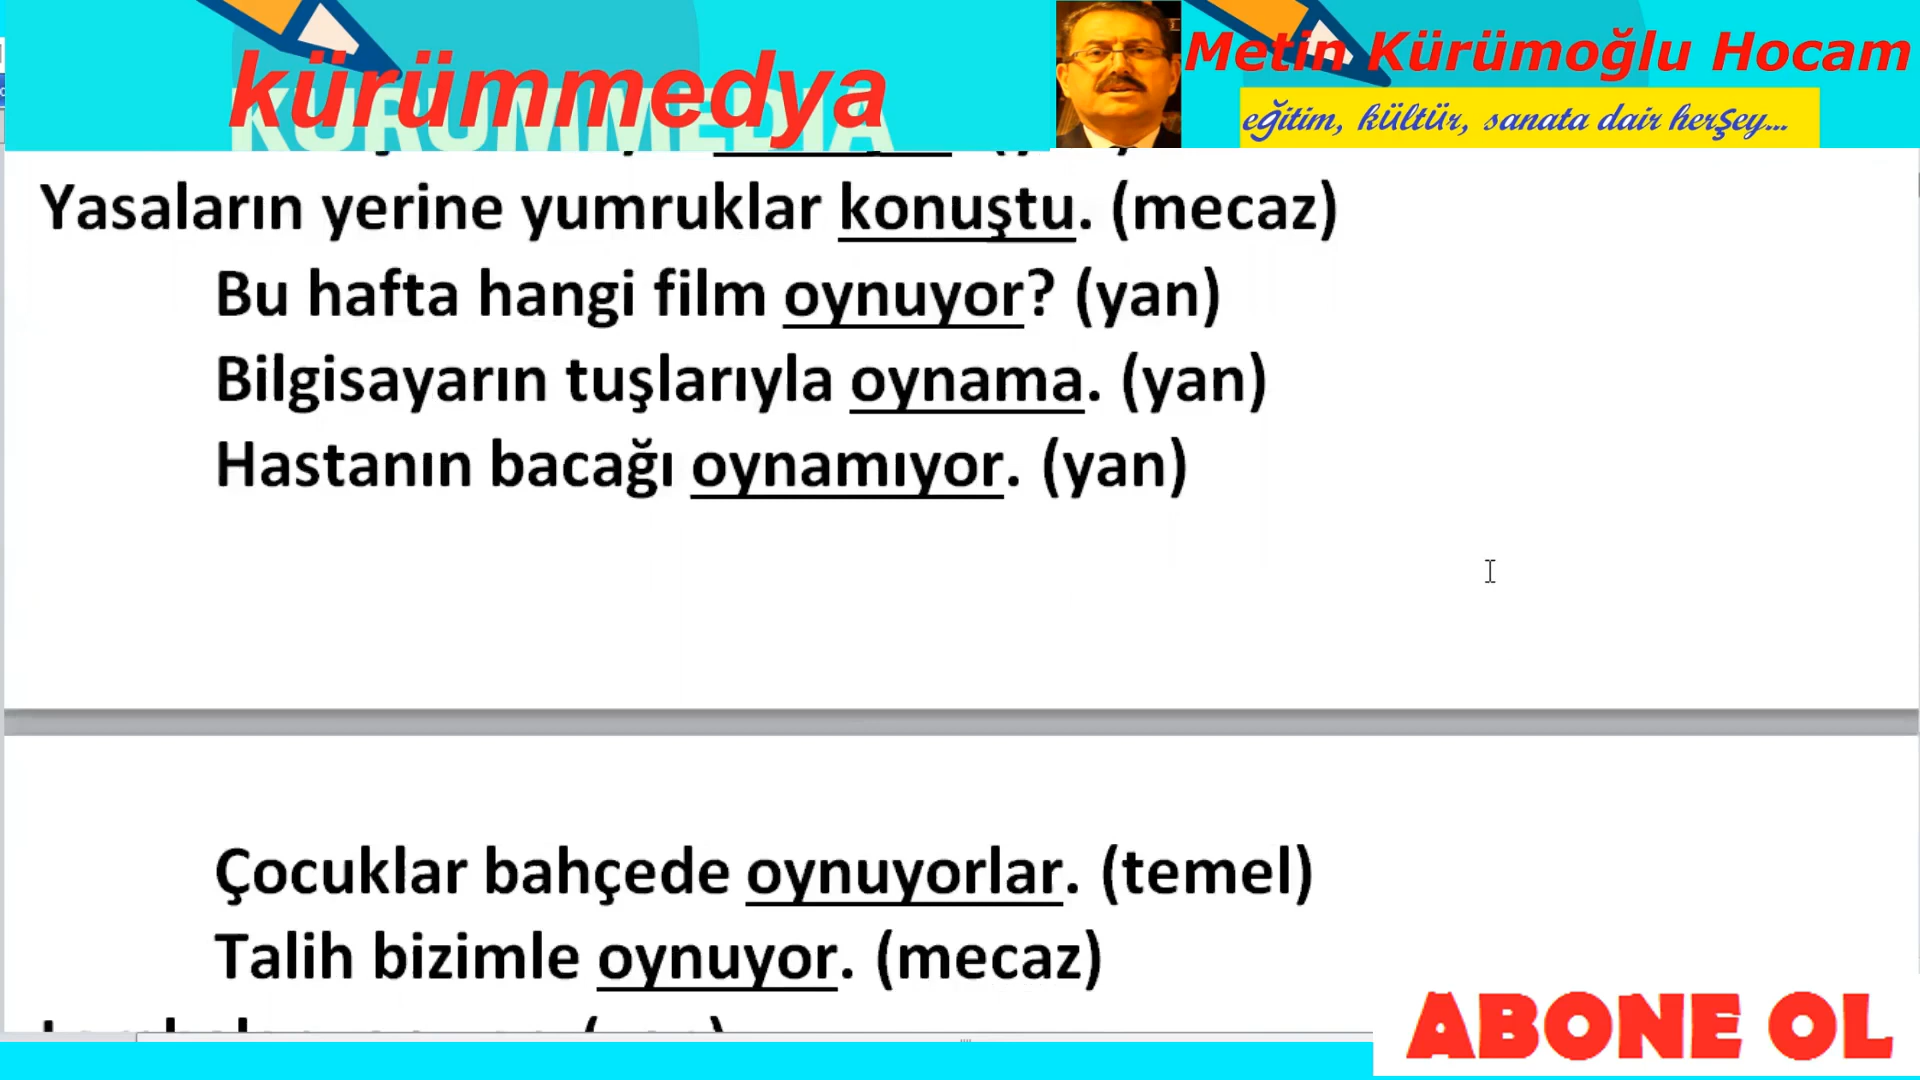 kürümmedya
KÜRÜMMEDIA
Metin Kürümoğlu Hocam
eğitim, kültür, sanata dair herşey...
Yasaların yerine yumruklar konuştu. (mecaz)
Bu hafta hangi film oynuyor? (yan)
Bilgisayarın tuşlarıyla oynama. (yan)
Hastanın bacağı oynamıyor. (yan)
Çocuklar bahçede oynuyorlar. (temel)
Talih bizimle oynuyor. (mecaz)
ABONE OL